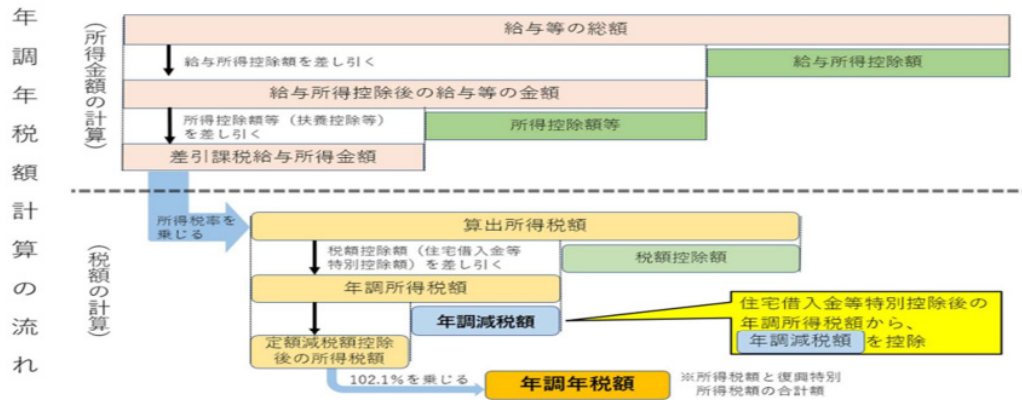 年調年税額計算の流れ
(所得金額の計算)
給与等の総額
給与所得控除額を差し引く
給与所得控除額
給与所得控除後の給与等の金額
所得控除額等（扶養控除等）
を差し引く
所得控除額等
差引課税給与所得金額
所得税率を
乗じる
(税額の計算)
算出所得税額
税額控除額（住宅借入金等
特別控除額）を差し引く
税額控除額
年調所得税額
年調減税額
住宅借入金等特別控除後の
年調所得税額から、
年調減税額を控除
定額減税額控除
後の所得税額
102.1%を乗じる
年調年税額
※所得税額と復興特別
所得税額の合計額